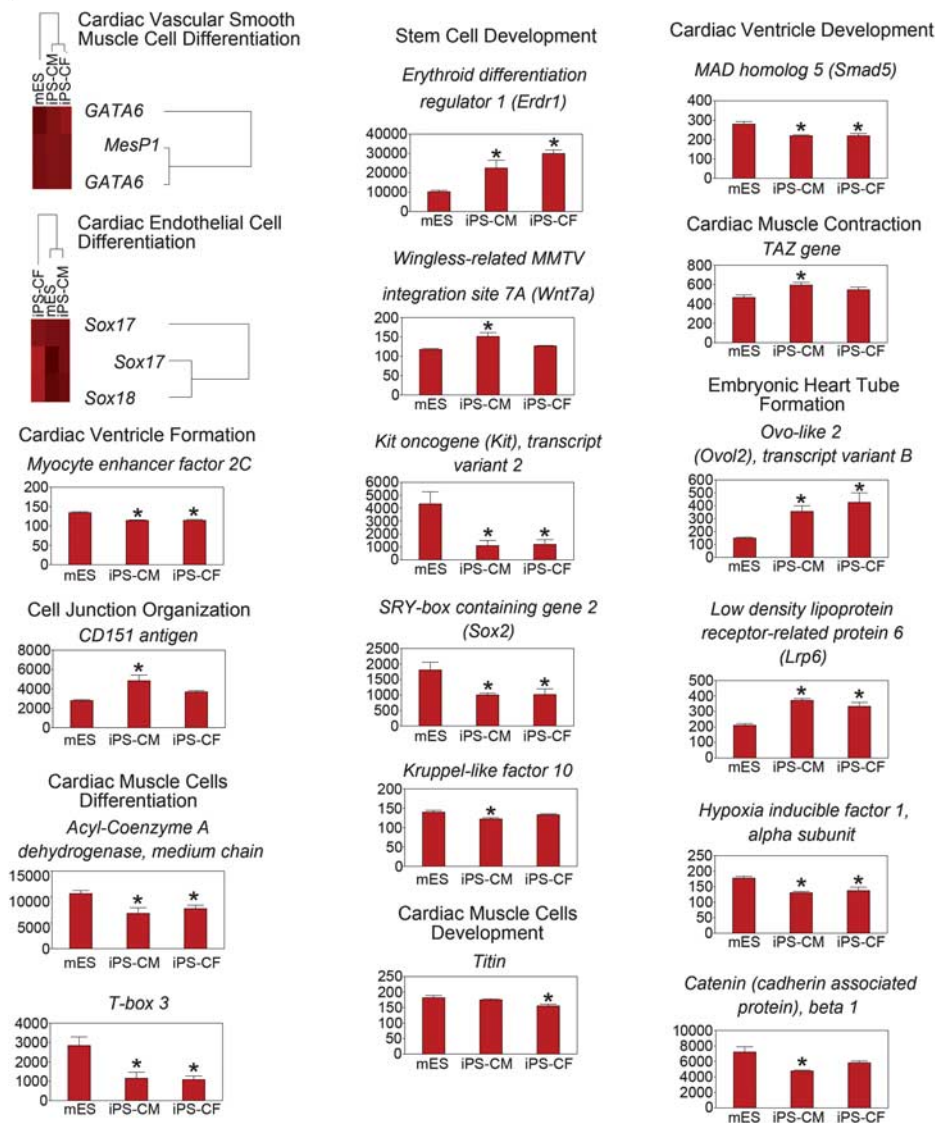 Cardiac Vascular Smooth
Muscle Cell Differentiation
mES
iPS-CM
iPS-CF
GATA6
MesP1
GATA6
Cardiac Endothelial Cell
Differentiation
iPS-CF
mES
iPS-CM
Sox17
Sox17
Sox18
Cardiac Ventricle Formation
Myocyte enhancer factor 2C
200
150
100
50
0
* *
mES iPS-CM iPS-CF
Cell Junction Organization
CD151 antigen
8000
6000
4000
2000
0
*
mES iPS-CM iPS-CF
Cardiac Muscle Cells
Differentiation
Acyl-Coenzyme A
dehydrogenase, medium chain
15000
10000
5000
0
* *
mES iPS-CM iPS-CF
T-box 3
4000
3000
2000
1000
0
* *
mES iPS-CM iPS-CF
Stem Cell Development
Erythroid differentiation
regulator 1 (Erdr1)
40000
30000
20000
10000
0
* *
mES iPS-CM iPS-CF
Wingless-related MMTV
integration site 7A (Wnt7a)
200
150
100
50
0
*
mES iPS-CM iPS-CF
Kit oncogene (Kit), transcript
variant 2
6000
5000
4000
3000
2000
1000
0
* *
mES iPS-CM iPS-CF
SRY-box containing gene 2
(Sox2)
2500
2000
1500
1000
500
0
* *
mES iPS-CM iPS-CF
Kruppel-like factor 10
200
150
100
50
0
*
mES iPS-CM iPS-CF
Cardiac Muscle Cells
Development
Titin
250
200
150
100
50
0
*
mES iPS-CM iPS-CF
Cardiac Ventricle Development
MAD homolog 5 (Smad5)
400
300
200
100
0
* *
mES iPS-CM iPS-CF
Cardiac Muscle Contraction
TAZ gene
800
600
400
200
0
*
mES iPS-CM iPS-CF
Embryonic Heart Tube
Formation
Ovo-like 2
(Ovol2), transcript variant B
600
500
400
300
200
100
0
* *
mES iPS-CM iPS-CF
Low density lipoprotein
receptor-related protein 6
(Lrp6)
500
400
300
200
100
0
* *
mES iPS-CM iPS-CF
Hypoxia inducible factor 1,
alpha subunit
250
200
150
100
50
0
* *
mES iPS-CM iPS-CF
Catenin (cadherin associated
protein), beta 1
10000
8000
6000
4000
2000
0
*
mES iPS-CM iPS-CF